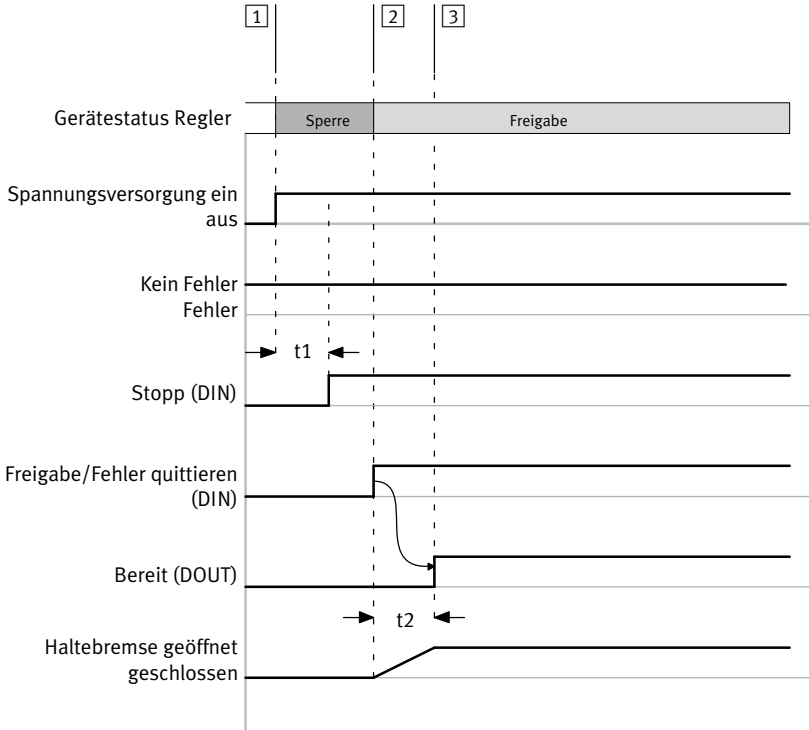 1 2 3
Gerätestatus Regler Sperre Freigabe
Spannungsversorgung ein
aus
Kein Fehler
Fehler
t1
Stopp (DIN)
Freigabe/Fehler quittieren
(DIN)
Bereit (DOUT)
t2
Haltebremse geöffnet
geschlossen